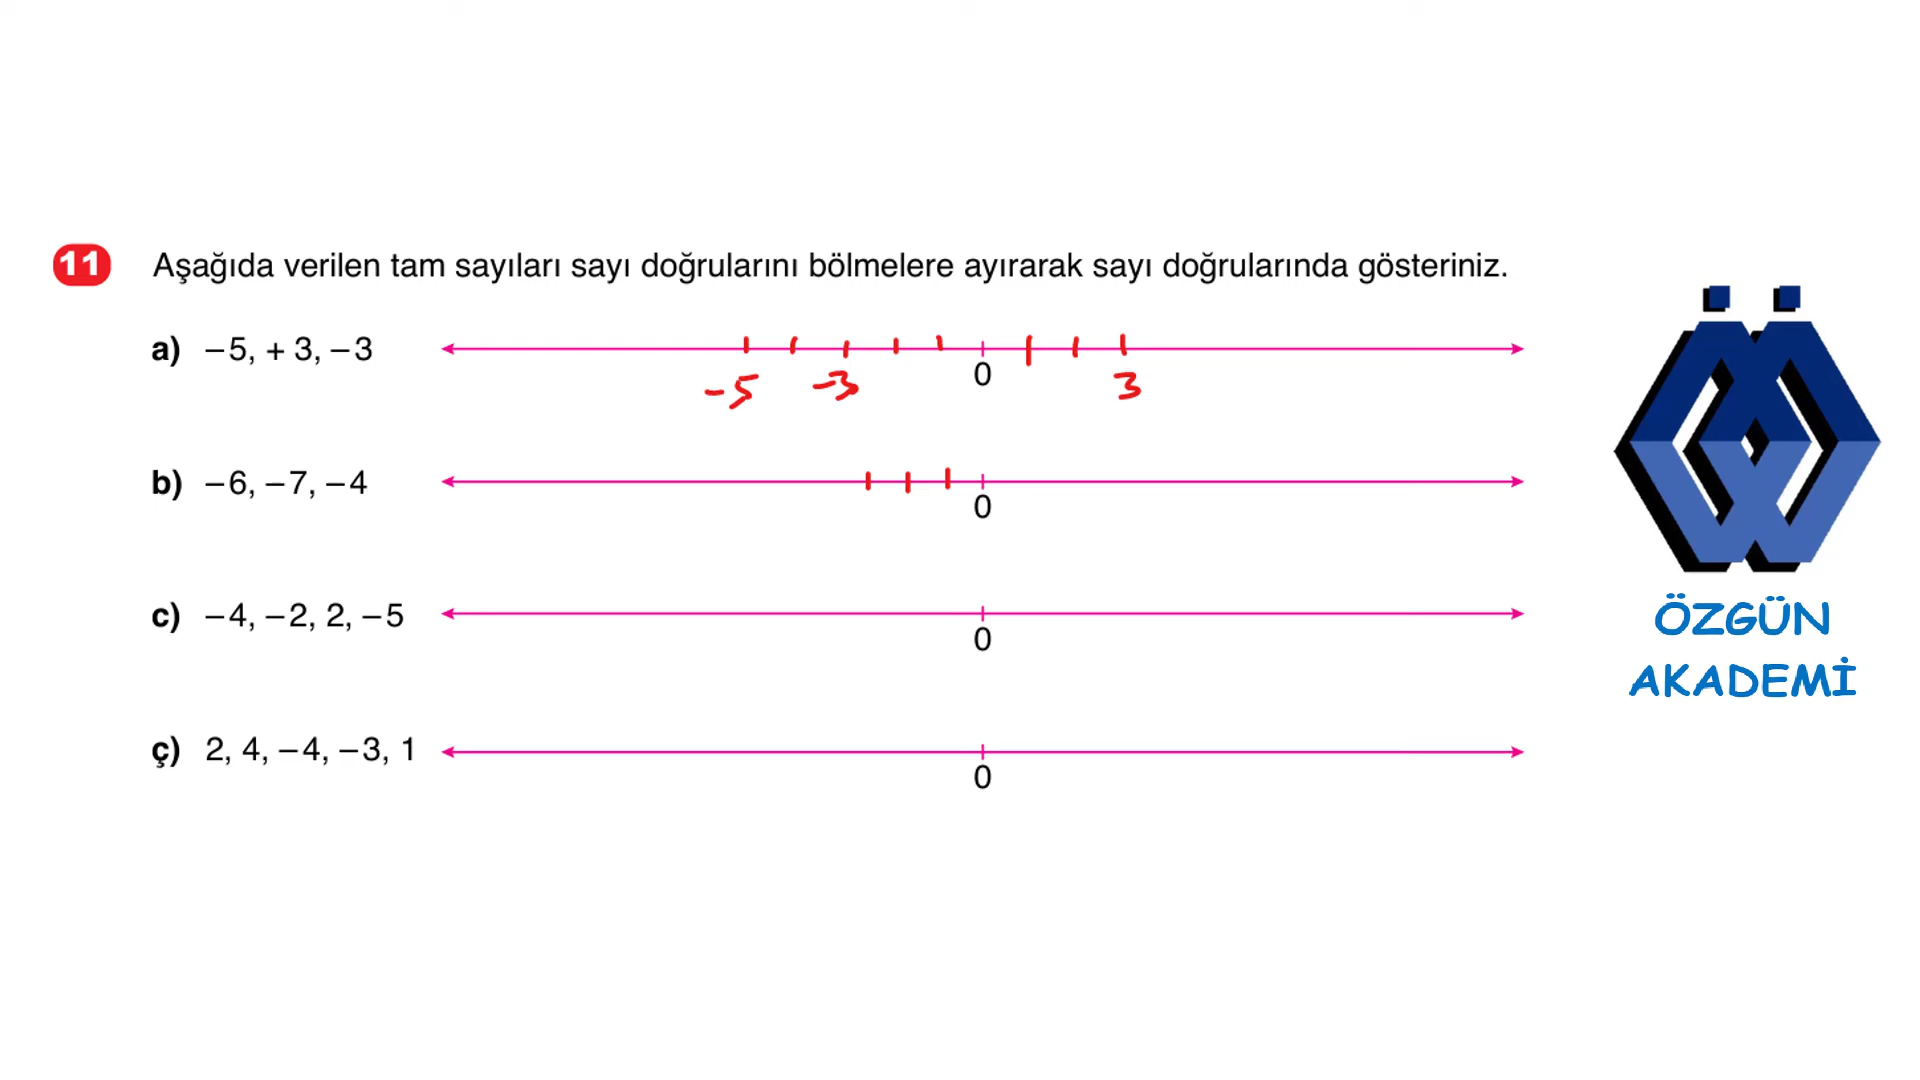 11 Aşağıda verilen tam sayıları sayı doğrularını bölmelere ayırarak sayı doğrularında gösteriniz.
a) −5, +3, −3
0
-5 -3 3
b) −6, −7, −4
0
c) −4, −2, 2, −5
0
ç) 2, 4, −4, −3, 1
0
ÖZGÜN
AKADEMİ